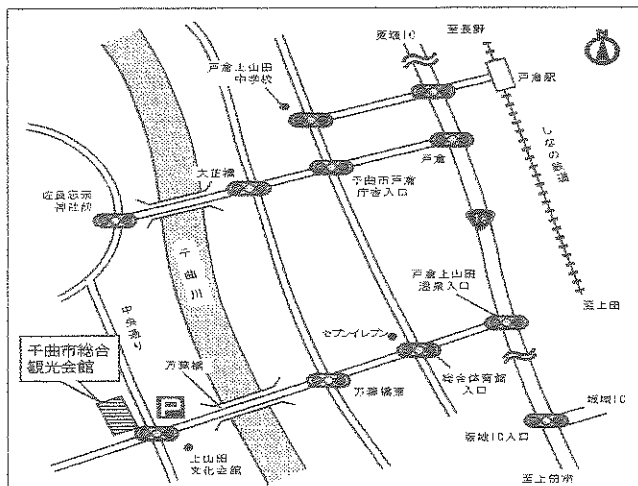 至長野
更埴IC
N
戸倉上山田
中学校
戸倉駅
しなの鉄道
戸倉
大正橋
千曲市戸倉
庁舎入口
佐良志奈
神社前
千曲川
戸倉上山田
温泉入口
至上田
中央通り
セブンイレブン
千曲市総合
観光会館
万葉橋
万葉橋東
総合体育館
入口
P
上山田
文化会館
坂城IC
坂城IC入口
至上田市